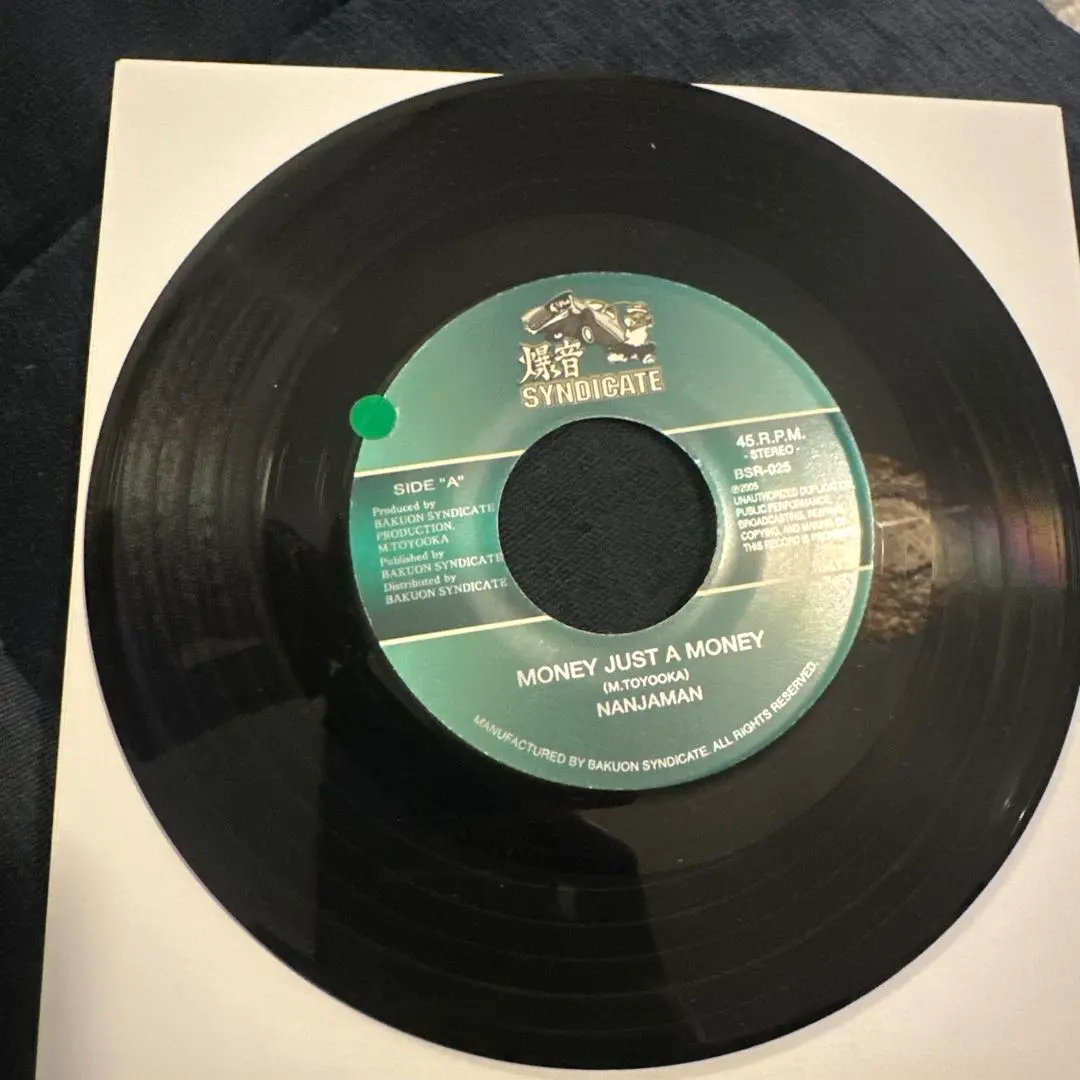 爆音
SYNDICATE
SIDE "A"
Produced by
BAKUON SYNDICATE
PRODUCTION.
M.TOYOOKA
Published by
BAKUON SYNDICATE
Distributed by
BAKUON SYNDICATE
45.R.P.M.
- STEREO -
BSR-025
℗2005
UNAUTHORIZED DUPLICATION
PUBLIC PERFORMANCE,
BROADCASTING,
COPYING, AND
THIS RECORD IS
MONEY JUST A MONEY
(M.TOYOOKA)
NANJAMAN
MANUFACTURED BY BAKUON SYNDICATE. ALL RIGHTS RESERVED.